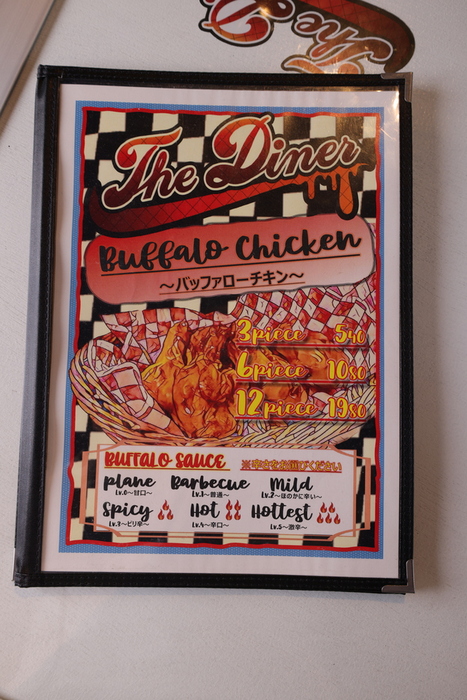 The D
The Diner
Buffalo Chicken
～バッファローチキン～
3piece 540
6piece 1080
12piece 1980
BUFFALO SAUCE
plane Barbecue Mild
Lv.0～甘口～ Lv.1～普通～ Lv.2～ほのかに辛い～
Spicy Hot Hottest
Lv.3～ピリ辛～ Lv.4～辛口～ Lv.5～激辛～